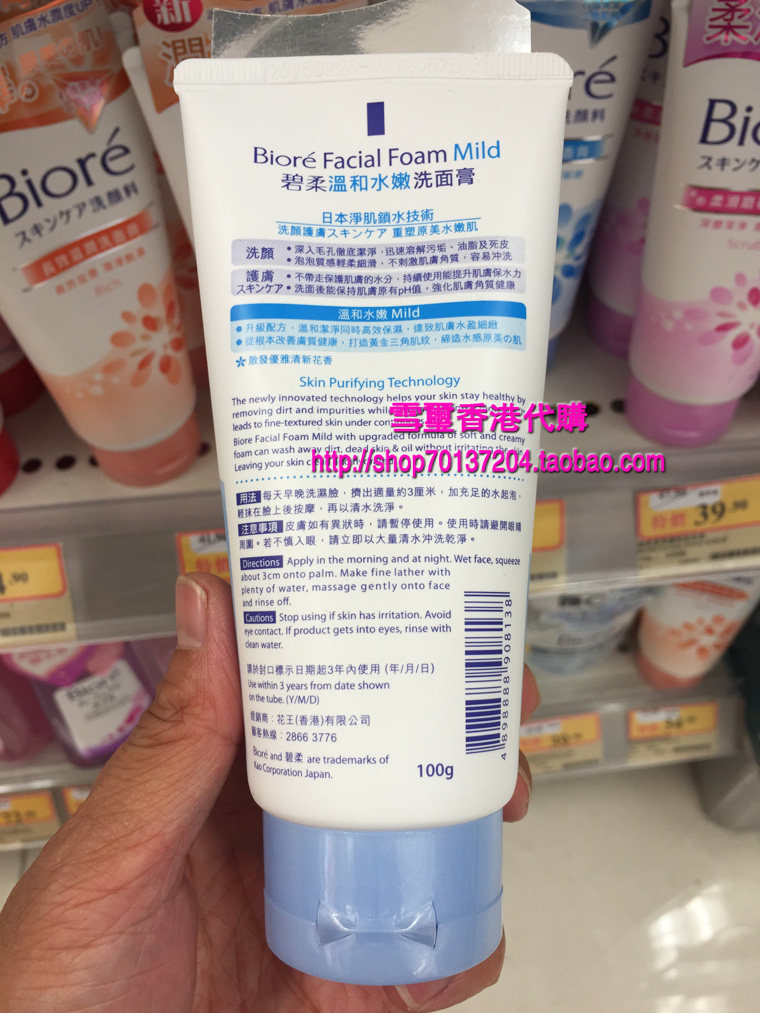 Bioré Facial Foam Mild
碧柔溫和水嫩洗面膏
日本淨肌鎖水技術
洗顏護膚スキンケア 重塑原美水嫩肌
洗顏
• 深入毛孔徹底潔淨，迅速溶解污垢、油脂及死皮
• 泡泡質感輕柔細滑，不刺激肌膚角質，容易沖洗
護膚
スキンケア
• 不帶走保護肌膚的水分，持續使用能提升肌膚保水力
• 洗面後能保持肌膚原有pH值，強化肌膚角質健康
溫和水嫩 Mild
• 升級配方，溫和潔淨同時高效保濕，達致肌膚水盈細緻
• 從根本改善膚質健康，打造黃金三角肌紋，締造水感原美の肌
* 散發優雅清新花香
Skin Purifying Technology
The newly innovated technology helps your skin stay healthy by
removing dirt and impurities while
leads to fine-textured skin under
Biore Facial Foam Mild with upgraded formula of soft and creamy
foam can wash away dirt, dead skin & oil without irritating the skin
Leaving your skin
雪璽香港代購
http://shop70137204.taobao.com
用法 每天早晚洗濕臉，擠出適量約3厘米，加充足的水起泡，
輕抹在臉上後按摩，再以清水洗淨。
注意事項 皮膚如有異狀時，請暫停使用。使用時請避開眼睛
周圍。若不慎入眼，請立即以大量清水沖洗乾淨。
Directions Apply in the morning and at night. Wet face, squeeze
about 3cm onto palm. Make fine lather with
plenty of water, massage gently onto face
and rinse off.
Cautions Stop using if skin has irritation. Avoid
eye contact. If product gets into eyes, rinse with
clean water.
請於封口標示日期起3年內使用 (年/月/日)
Use within 3 years from date shown
on the tube. (Y/M/D)
經銷商：花王(香港)有限公司
顧客熱線：2866 3776
Bioré and 碧柔 are trademarks of
Kao Corporation Japan.
100g
4 898888 908138
Bioré
スキンケア洗顔料
Rich
新
ré
顔料
柔
Bi
スキンケ
Scru
特價 39.90
特價